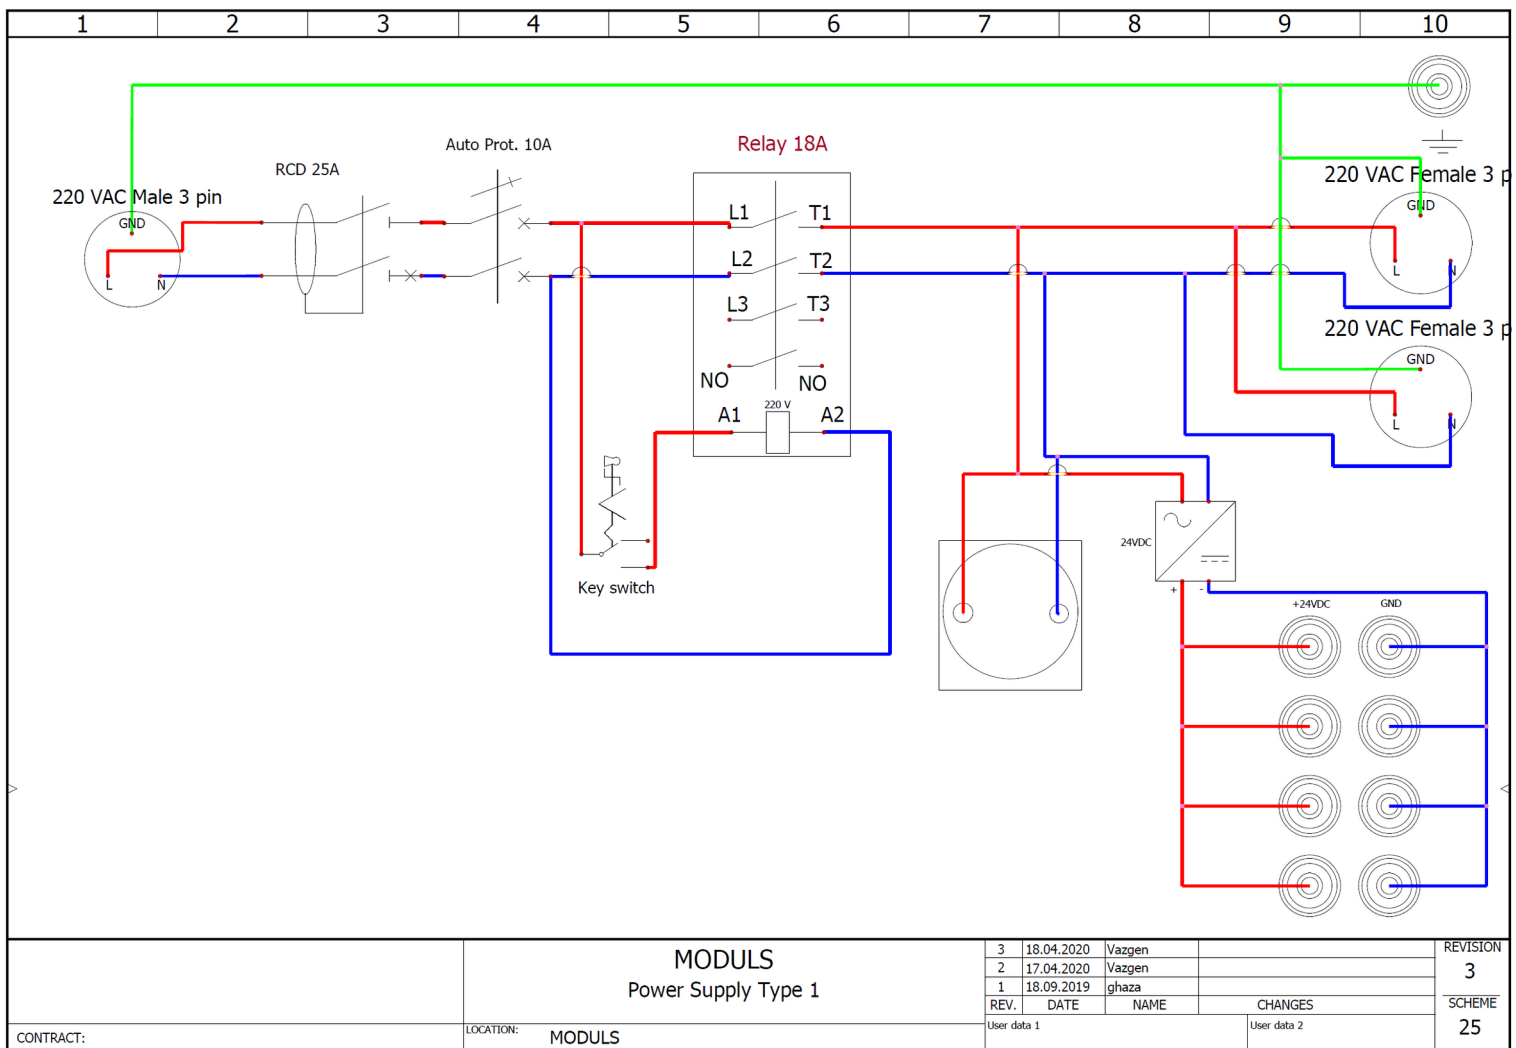 1 2 3 4 5 6 7 8 9 10
Auto Prot. 10A
Relay 18A
RCD 25A
220 VAC Male 3 pin
220 VAC Female 3 p
GND
L N
L1 T1
L2 T2
L3 T3
NO NO
220 V
A1 A2
GND
L N
220 VAC Female 3 p
GND
L N
24VDC
Key switch
+ -
+24VDC GND
MODULS
Power Supply Type 1
3 18.04.2020 Vazgen
2 17.04.2020 Vazgen
1 18.09.2019 ghaza
REV. DATE NAME CHANGES
REVISION
3
SCHEME
25
User data 1 User data 2
CONTRACT:
LOCATION: MODULS